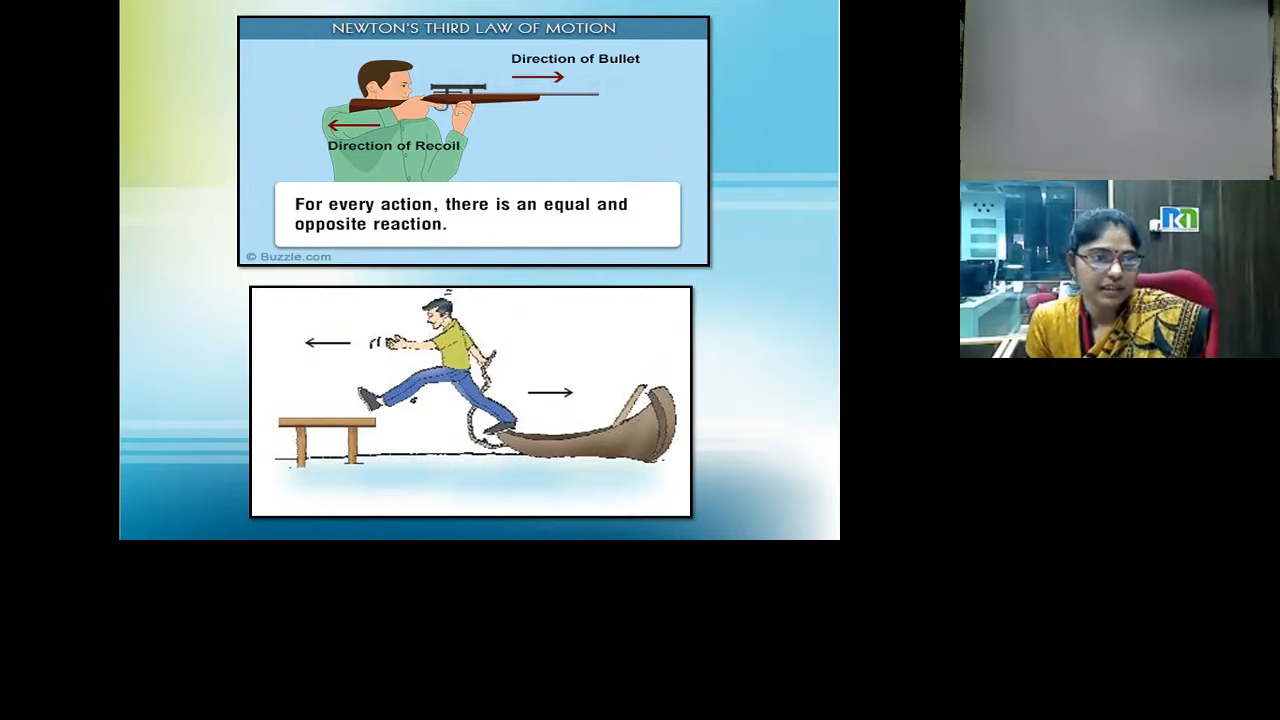 NEWTON'S THIRD LAW OF MOTION
Direction of Bullet
Direction of Recoil
For every action, there is an equal and
opposite reaction.
© Buzzle.com